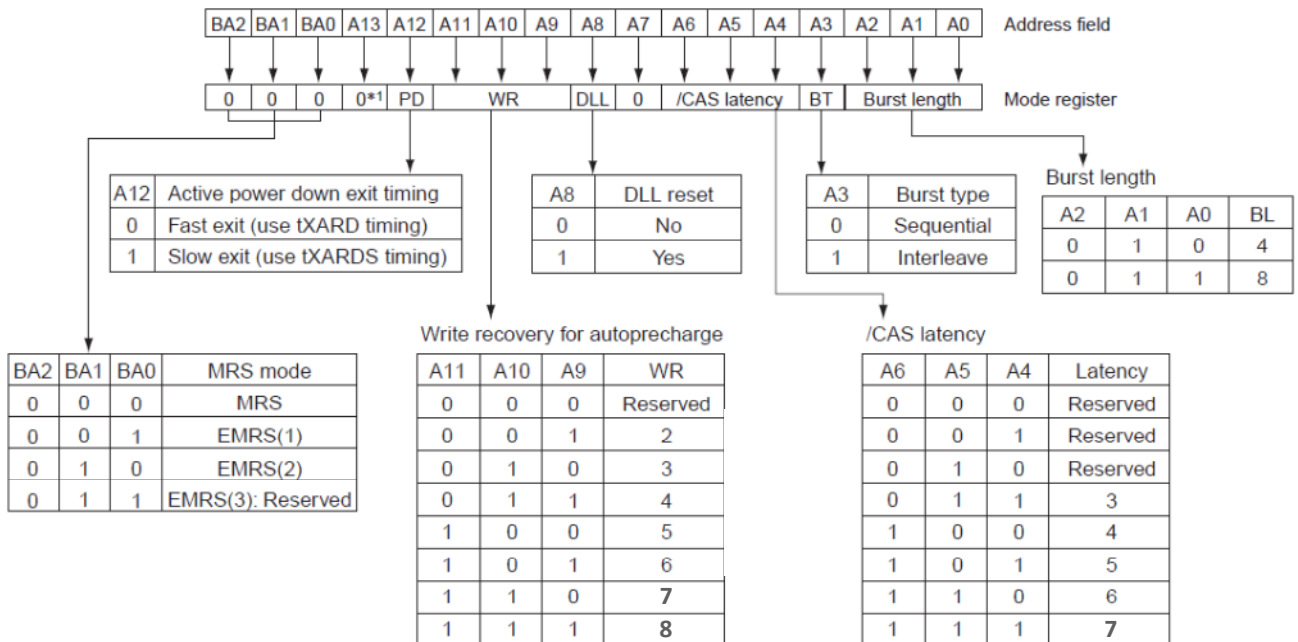 BA2 BA1 BA0 A13 A12 A11 A10 A9 A8 A7 A6 A5 A4 A3 A2 A1 A0 Address field
0 0 0 0*1 PD WR DLL 0 /CAS latency BT Burst length Mode register
A12 Active power down exit timing
0 Fast exit (use tXARD timing)
1 Slow exit (use tXARDS timing)
A8 DLL reset
0 No
1 Yes
A3 Burst type
0 Sequential
1 Interleave
Burst length
A2 A1 A0 BL
0 1 0 4
0 1 1 8
BA2 BA1 BA0 MRS mode
0 0 0 MRS
0 0 1 EMRS(1)
0 1 0 EMRS(2)
0 1 1 EMRS(3): Reserved
Write recovery for autoprecharge
A11 A10 A9 WR
0 0 0 Reserved
0 0 1 2
0 1 0 3
0 1 1 4
1 0 0 5
1 0 1 6
1 1 0 7
1 1 1 8
/CAS latency
A6 A5 A4 Latency
0 0 0 Reserved
0 0 1 Reserved
0 1 0 Reserved
0 1 1 3
1 0 0 4
1 0 1 5
1 1 0 6
1 1 1 7